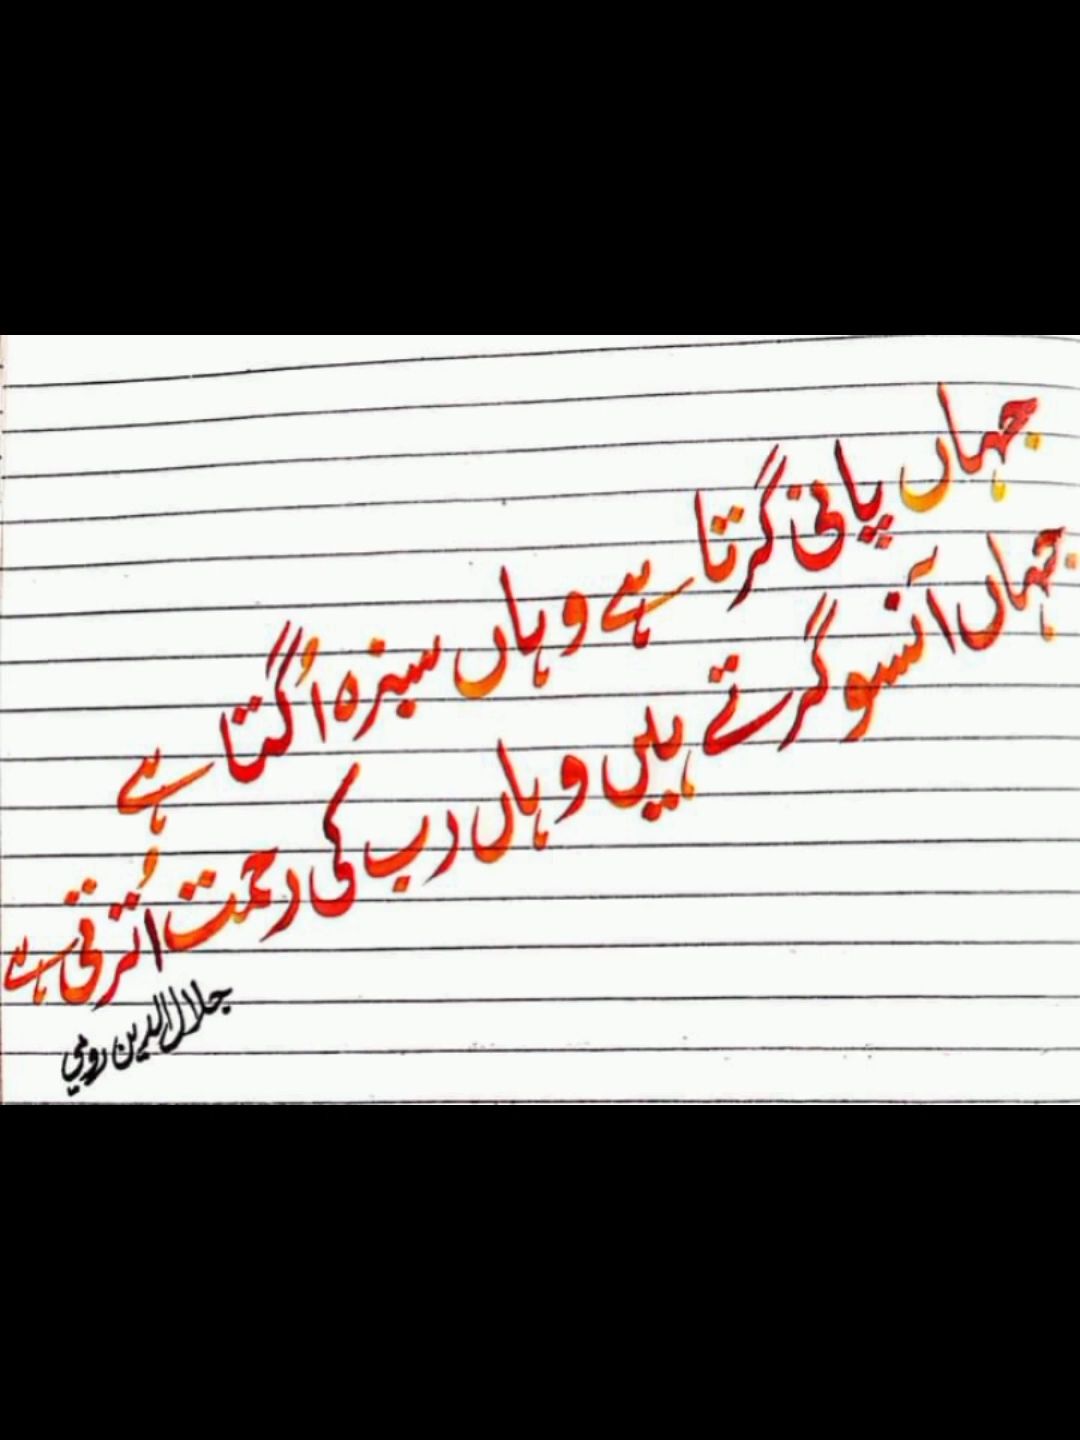 جہاں پانی گرتا ہے وہاں سبزہ اُگتا ہے
جہاں آنسو گرتے ہیں وہاں رب کی رحمت اُترتی ہے
جلال الدین رومی